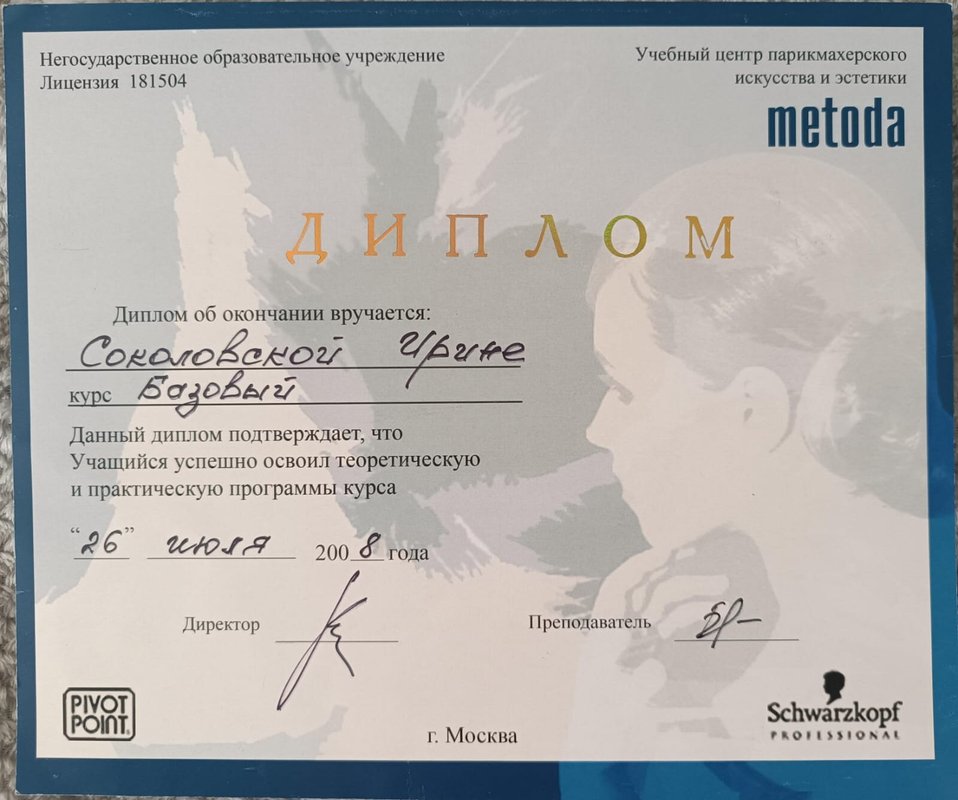 Негосударственное образовательное учреждение
Лицензия 181504
Учебный центр парикмахерского
искусства и эстетики
metoda
ДИПЛОМ
Диплом об окончании вручается:
Соколовской Ирине
курс Базовый
Данный диплом подтверждает, что
Учащийся успешно освоил теоретическую
и практическую программы курса
"26" июля 2008 года
Директор
Преподаватель
PIVOT
POINT
г. Москва
Schwarzkopf
PROFESSIONAL